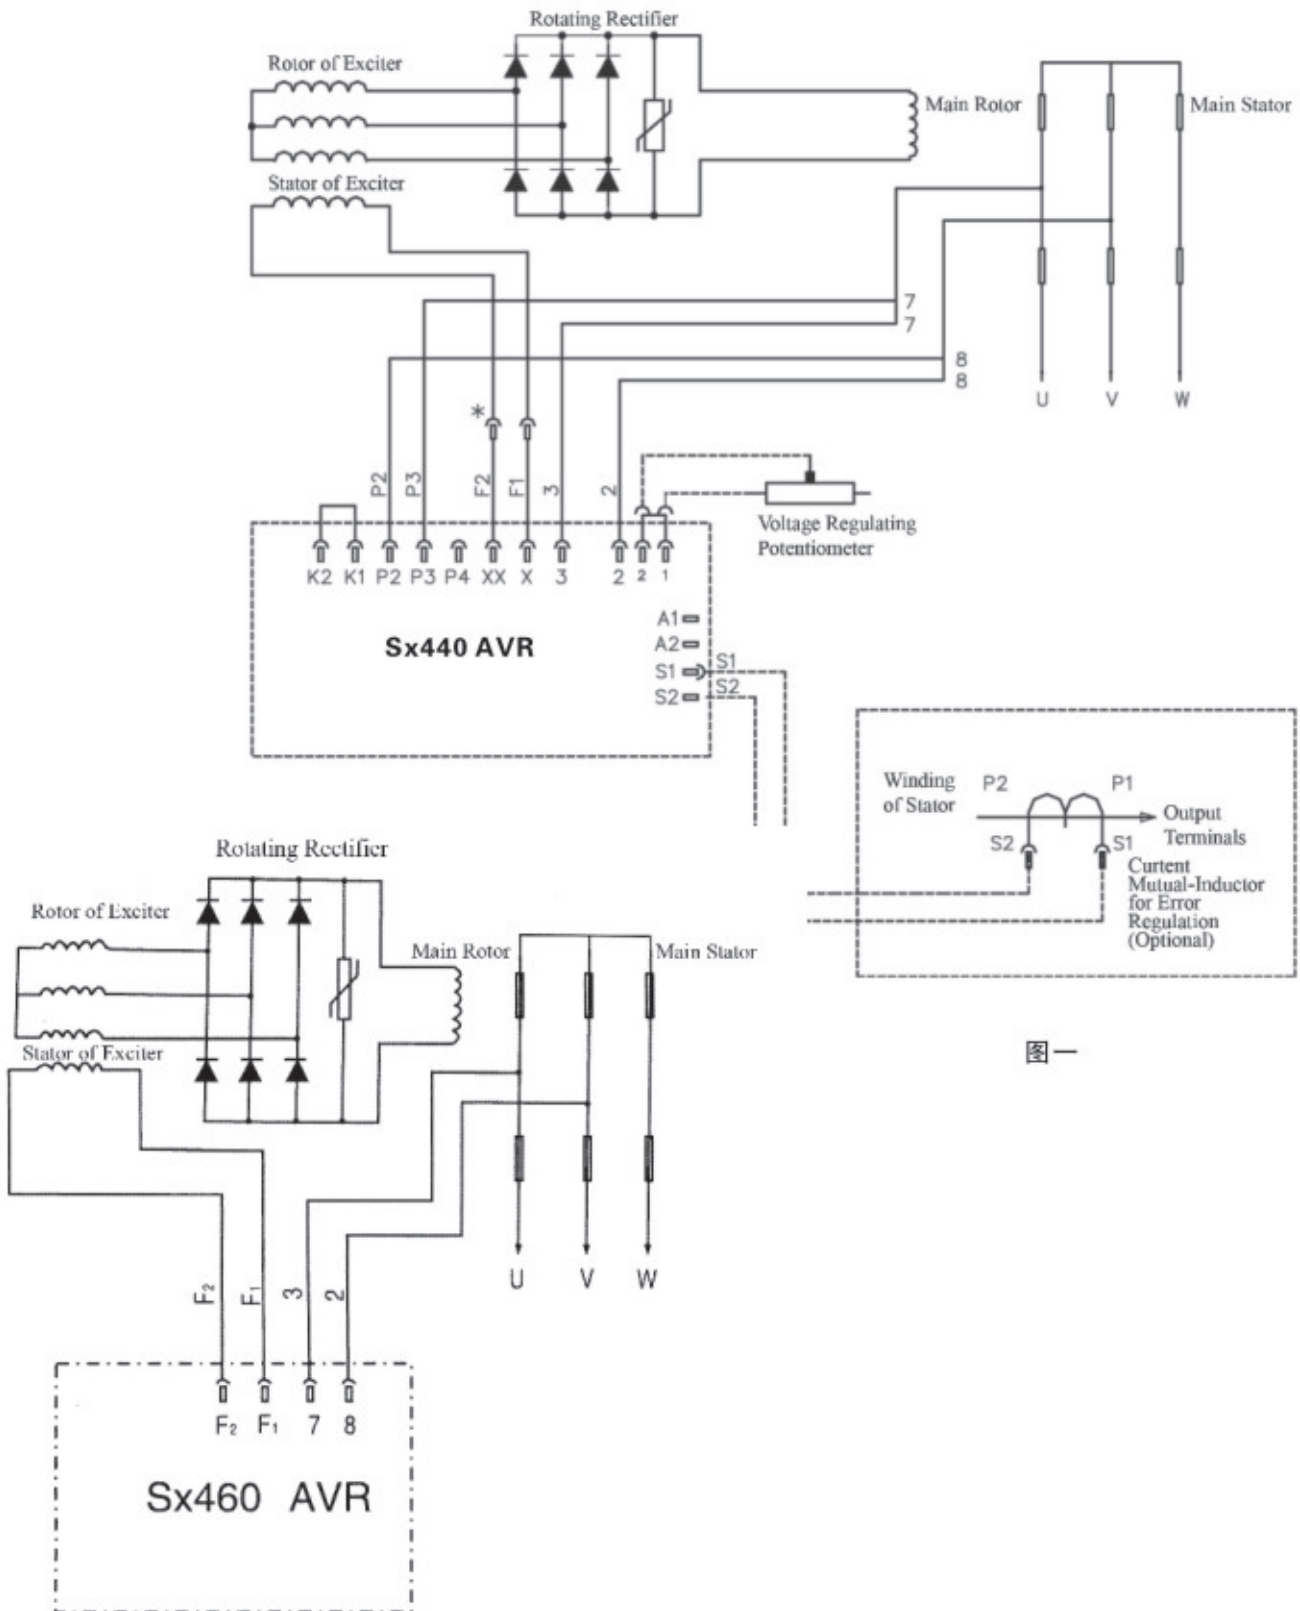 Rotating Rectifier
Rotor of Exciter
Main Rotor
Main Stator
Stator of Exciter
7
7
8
8
U V W
*
P2 P3 F2 F1 3 2
Voltage Regulating
Potentiometer
K2 K1 P2 P3 P4 XX X 3 2 2 1
A1
Sx440 AVR
A2
S1 S1
S2 S2
Winding
of Stator
P2 P1
Output
Terminals
S2 S1
Curtent
Mutual-Inductor
for Error
Regulation
(Optional)
图一
Rotating Rectifier
Rotor of Exciter
Main Rotor
Main Stator
Stator of Exciter
U V W
F2 F1 3 2
F2 F1 7 8
Sx460 AVR